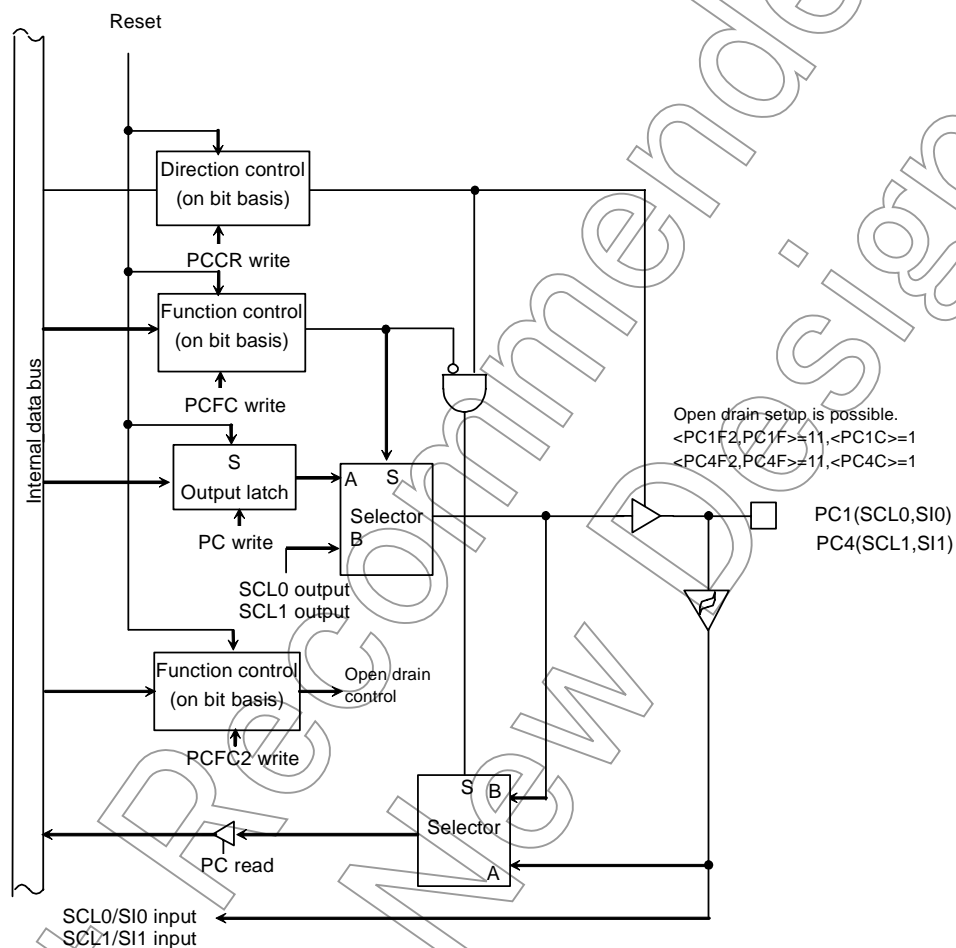 Reset
Direction control
(on bit basis)
PCCR write
Function control
(on bit basis)
PCFC write
Internal data bus
S
Output latch
PC write
A
S
Selector
B
SCL0 output
SCL1 output
Open drain setup is possible.
<PC1F2,PC1F>=11,<PC1C>=1
<PC4F2,PC4F>=11,<PC4C>=1
PC1(SCL0,SI0)
PC4(SCL1,SI1)
Function control
(on bit basis)
Open drain
control
PCFC2 write
S
B
Selector
A
PC read
SCL0/SI0 input
SCL1/SI1 input
Recommende
New Design